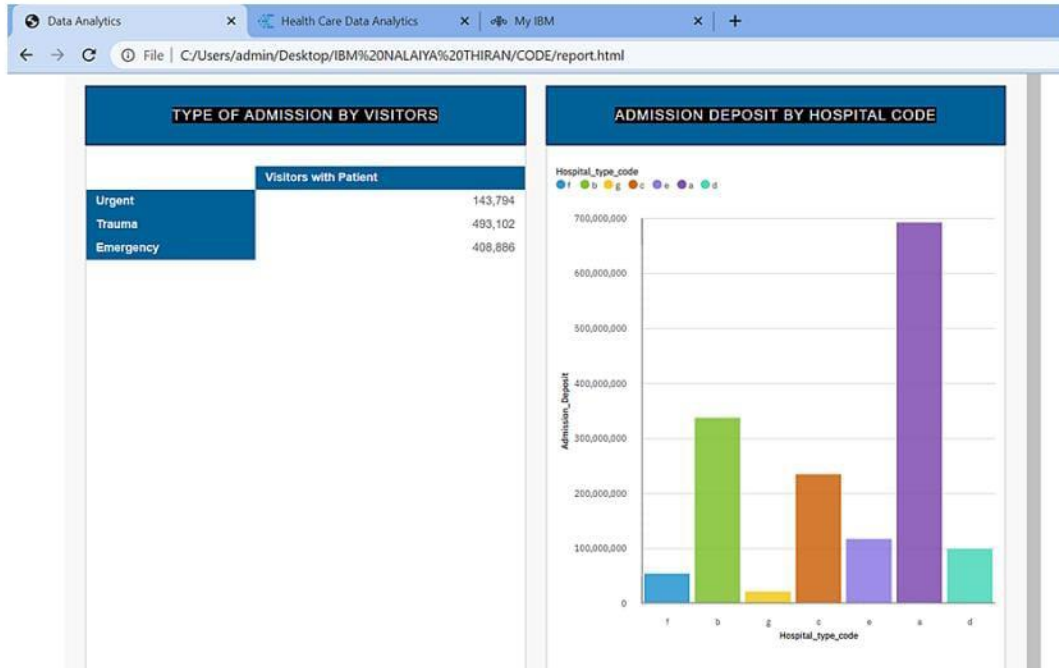 Data Analytics
Health Care Data Analytics
My IBM
File | C:/Users/admin/Desktop/IBM%20NALAIYA%20THIRAN/CODE/report.html
TYPE OF ADMISSION BY VISITORS
Visitors with Patient
Urgent 143,794
Trauma 493,102
Emergency 408,886
ADMISSION DEPOSIT BY HOSPITAL CODE
Hospital_type_code
f b g c e a d
700,000,000
600,000,000
500,000,000
400,000,000
300,000,000
200,000,000
100,000,000
0
Admission_Deposit
f b g c e a d
Hospital_type_code